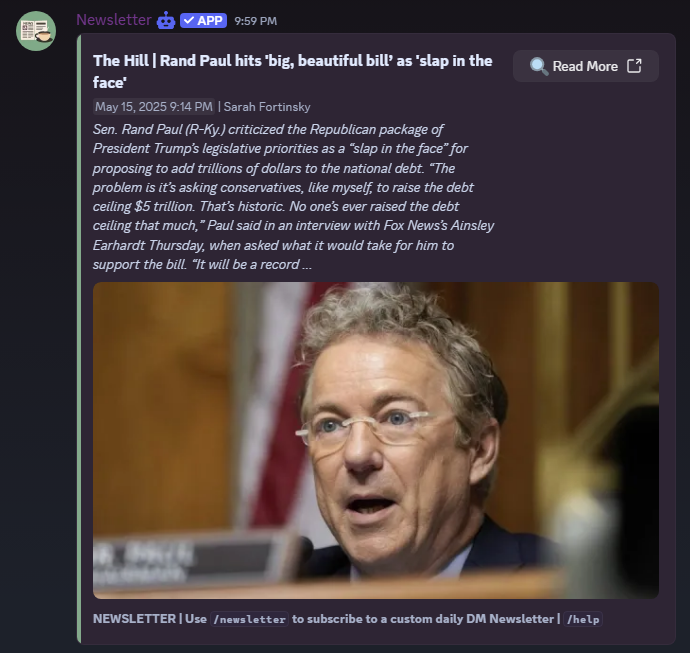 Newsletter ✓ APP 9:59 PM
The Hill | Rand Paul hits 'big, beautiful bill’ as 'slap in the
face'
Read More
May 15, 2025 9:14 PM | Sarah Fortinsky
Sen. Rand Paul (R-Ky.) criticized the Republican package of
President Trump’s legislative priorities as a “slap in the face” for
proposing to add trillions of dollars to the national debt. “The
problem is it’s asking conservatives, like myself, to raise the debt
ceiling $5 trillion. That’s historic. No one’s ever raised the debt
ceiling that much,” Paul said in an interview with Fox News’s Ainsley
Earhardt Thursday, when asked what it would take for him to
support the bill. “It will be a record ...
PAUL
NEWSLETTER | Use /newsletter to subscribe to a custom daily DM Newsletter | /help